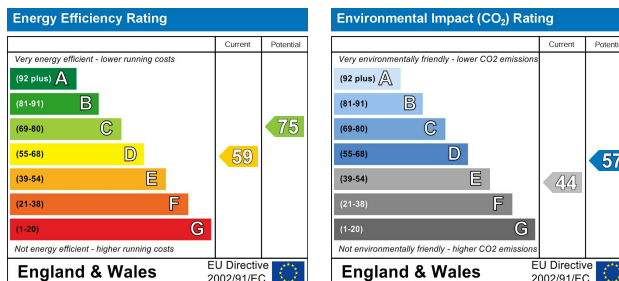 Energy Efficiency Rating
Current Potential
Very energy efficient - lower running costs
(92 plus) A
(81-91) B
(69-80) C
75
(55-68) D
59
(39-54) E
(21-38) F
(1-20) G
Not energy efficient - higher running costs
England & Wales
EU Directive
2002/91/EC
Environmental Impact (CO₂) Rating
Current Potenti
Very environmentally friendly - lower CO2 emissions
(92 plus) A
(81-91) B
(69-80) C
(55-68) D
57
(39-54) E
44
(21-38) F
(1-20) G
Not environmentally friendly - higher CO2 emissions
England & Wales
EU Directive
2002/91/EC